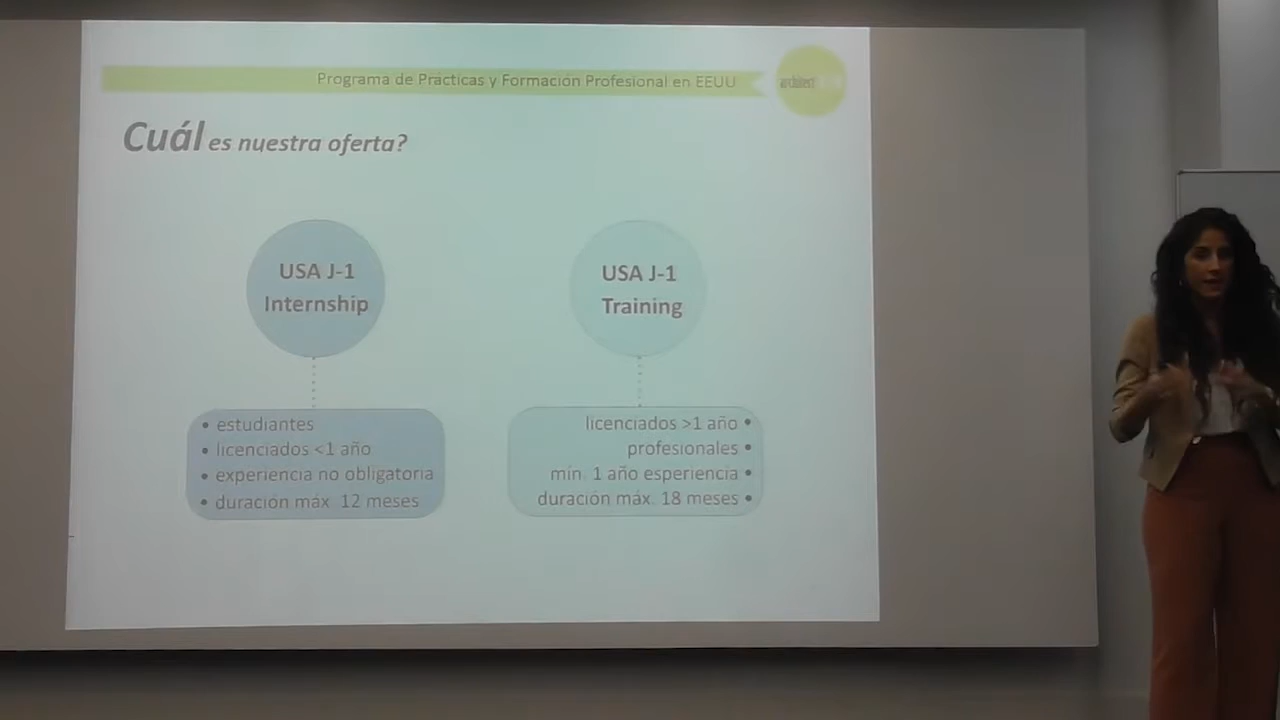 Programa de Prácticas y Formación Profesional en EEUU
Cuál es nuestra oferta?
USA J-1
Internship
• estudiantes
• licenciados <1 año
• experiencia no obligatoria
• duración máx. 12 meses
USA J-1
Training
licenciados >1 año •
profesionales •
mín. 1 año esperiencia •
duración máx. 18 meses •